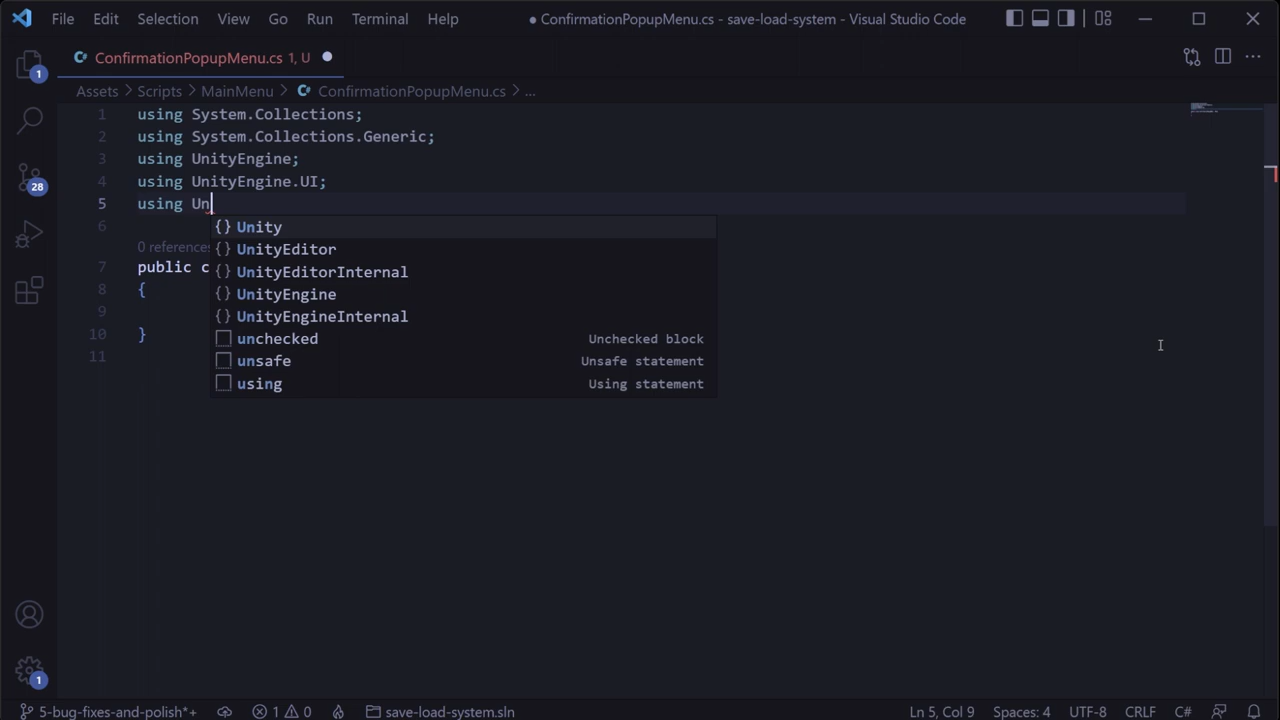 File Edit Selection View Go Run Terminal Help ● ConfirmationPopupMenu.cs - save-load-system - Visual Studio Code
ConfirmationPopupMenu.cs 1, U
Assets > Scripts > MainMenu > ConfirmationPopupMenu.cs > ...
1 using System.Collections;
2 using System.Collections.Generic;
3 using UnityEngine;
4 using UnityEngine.UI;
5 using Un
6 {} Unity
0 references {} UnityEditor
7 public c {} UnityEditorInternal
8 { {} UnityEngine
9 {} UnityEngineInternal
10 } unchecked Unchecked block
11 unsafe Unsafe statement
using Using statement
1
28
1
5-bug-fixes-and-polish*+ 1 0 save-load-system.sln Ln 5, Col 9 Spaces: 4 UTF-8 CRLF C#